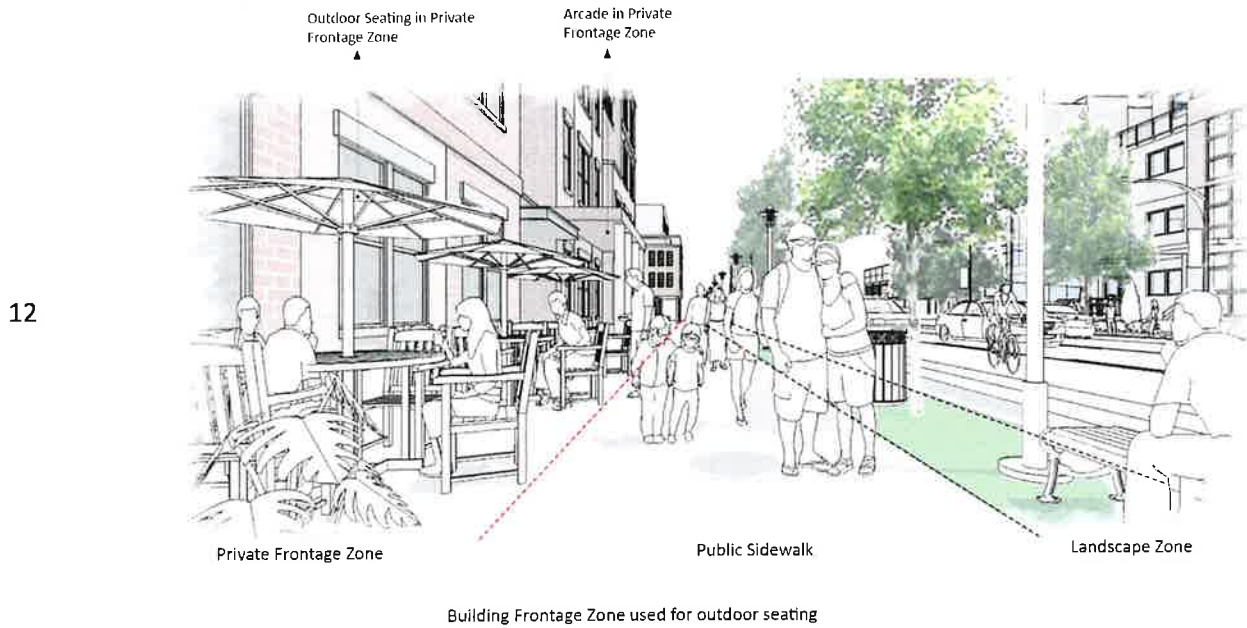 Outdoor Seating in Private
Frontage Zone
Arcade in Private
Frontage Zone
12
Private Frontage Zone
Public Sidewalk
Landscape Zone
Building Frontage Zone used for outdoor seating